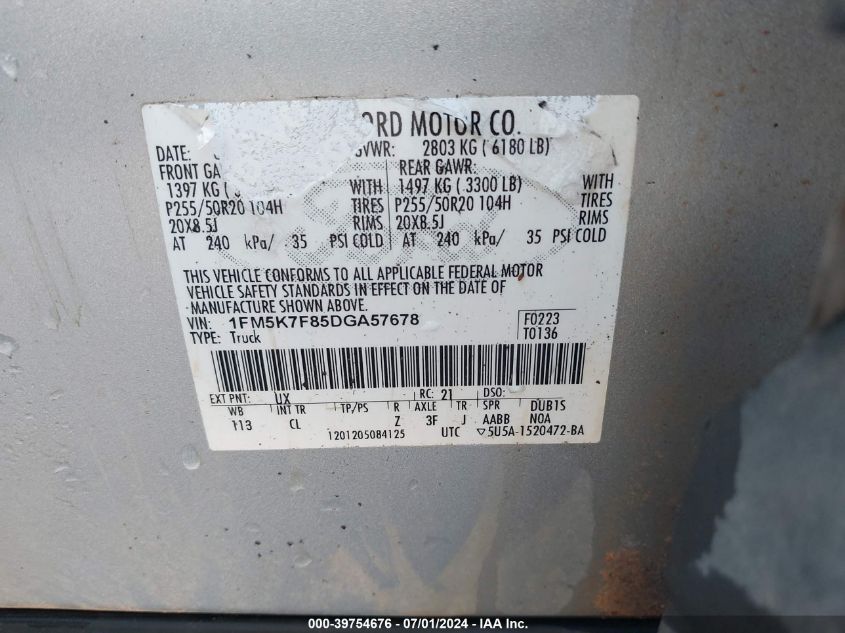 ORD MOTOR CO.
DATE: GVWR: 2803 KG ( 6180 LB)
FRONT GA REAR GAWR:
1397 KG ( WITH 1497 KG ( 3300 LB) WITH
P255/50R20 104H TIRES P255/50R20 104H TIRES
20X8.5J RIMS 20X8.5J RIMS
AT 240 kPa/ 35 PSI COLD AT 240 kPa/ 35 PSI COLD
THIS VEHICLE CONFORMS TO ALL APPLICABLE FEDERAL MOTOR
VEHICLE SAFETY STANDARDS IN EFFECT ON THE DATE OF
MANUFACTURE SHOWN ABOVE.
VIN: 1FM5K7F85DGA57678 F0223
TYPE: Truck T0136
EXT PNT: UX RC: 21 DSO:
WB INT TR TP/PS R AXLE TR SPR DUB1S
113 CL Z 3F J AABB NOA
1201205084125 UTC ▽5U5A-1520472-BA
000-39754676 / 07/01/2024 / IAA, Inc.